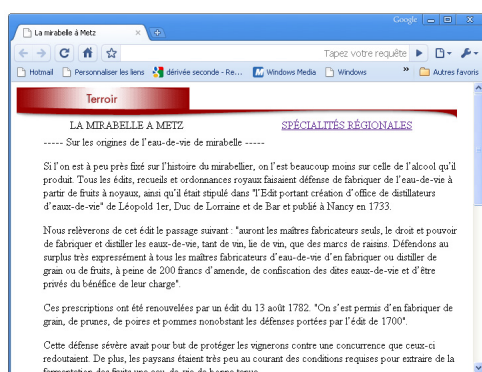 Google
La mirabelle à Metz
Tapez votre requête
Hotmail Personnaliser les liens dérivée seconde - Re... Windows Media Windows » Autres favoris
Terroir
LA MIRABELLE A METZ SPÉCIALITÉS RÉGIONALES
----- Sur les origines de l'eau-de-vie de mirabelle -----
Si l'on est à peu près fixé sur l'histoire du mirabellier, on l'est beaucoup moins sur celle de l'alcool qu'il
produit. Tous les édits, recueils et ordonnances royaux faisaient défense de fabriquer de l'eau-de-vie à
partir de fruits à noyaux, ainsi qu'il était stipulé dans "l'Edit portant création d'office de distillateurs
d'eaux-de-vie" de Léopold 1er, Duc de Lorraine et de Bar et publié à Nancy en 1733.
Nous relèverons de cet édit le passage suivant : "auront les maîtres fabricateurs seuls, le droit et pouvoir
de fabriquer et distiller les eaux-de-vie, tant de vin, lie de vin, que des marcs de raisins. Défendons au
surplus très expressément à tous les maîtres fabricateurs d'eau-de-vie d'en fabriquer ou distiller de
grain ou de fruits, à peine de 200 francs d'amende, de confiscation des dites eaux-de-vie et d'être
privés du bénéfice de leur charge".
Ces prescriptions ont été renouvelées par un édit du 13 août 1782. "On s'est permis d'en fabriquer de
grain, de prunes, de poires et pommes nonobstant les défenses portées par l'édit de 1700".
Cette défense sévère avait pour but de protéger les vignerons contre une concurrence que ceux-ci
redoutaient. De plus, les paysans étaient très peu au courant des conditions requises pour extraire de la
fermentation des fruits une eau-de-vie de bonne tenue.